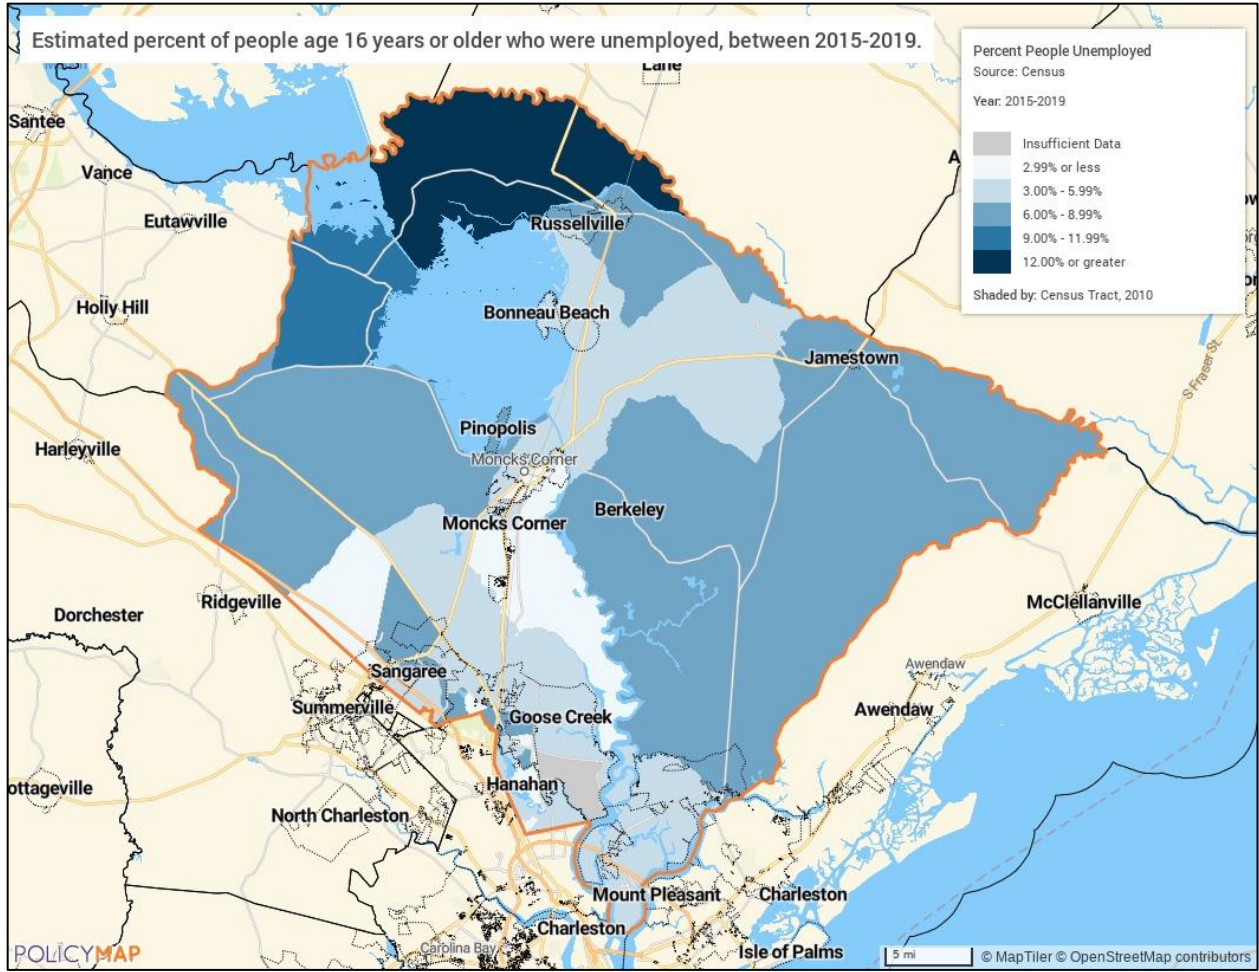 Estimated percent of people age 16 years or older who were unemployed, between 2015-2019.
Percent People Unemployed
Source: Census
Year: 2015-2019
Insufficient Data
2.99% or less
3.00% - 5.99%
6.00% - 8.99%
9.00% - 11.99%
12.00% or greater
Shaded by: Census Tract, 2010
Lane
Santee
Vance
Eutawville
Russellville
Holly Hill
Bonneau Beach
Jamestown
S Fraser St
Pinopolis
Harleyville
Moncks Corner
Moncks Corner
Berkeley
Ridgeville
Dorchester
McClellanville
Awendaw
Sangaree
Summerville
Goose Creek
Awendaw
Hanahan
ottageville
North Charleston
Mount Pleasant
Charleston
Charleston
Carolina Bay
Isle of Palms
POLICYMAP
5 mi
© MapTiler © OpenStreetMap contributors